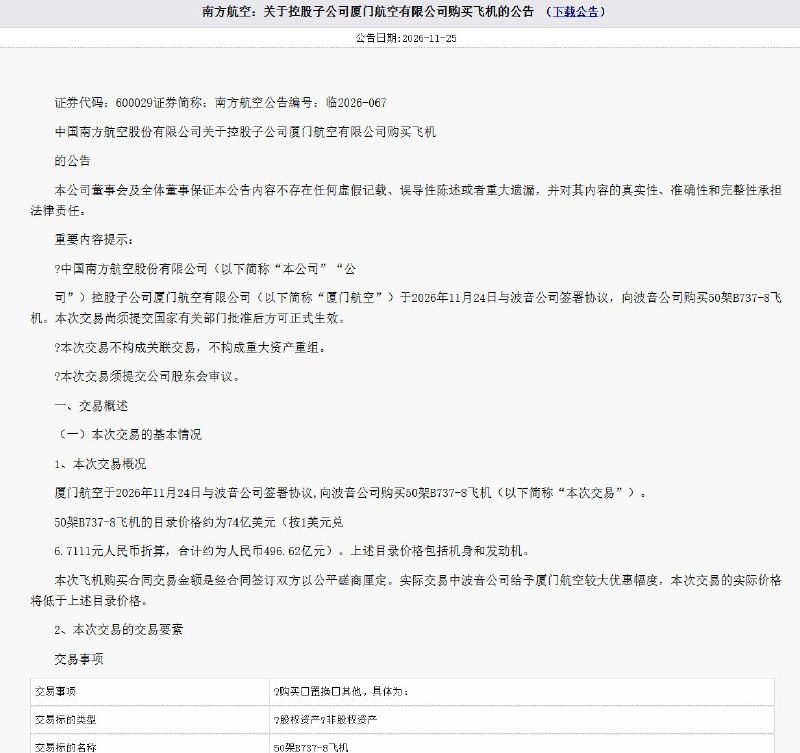 南方航空：关于控股子公司厦门航空有限公司购买飞机的公告 （下载公告）
公告日期:2026-11-25
证券代码：600029证券简称：南方航空公告编号：临2026-067
中国南方航空股份有限公司关于控股子公司厦门航空有限公司购买飞机
的公告
本公司董事会及全体董事保证本公告内容不存在任何虚假记载、误导性陈述或者重大遗漏，并对其内容的真实性、准确性和完整性承担
法律责任。
重要内容提示：
?中国南方航空股份有限公司（以下简称“本公司”“公
司”）控股子公司厦门航空有限公司（以下简称“厦门航空”）于2026年11月24日与波音公司签署协议，向波音公司购买50架B737-8飞
机。本次交易尚须提交国家有关部门批准后方可正式生效。
?本次交易不构成关联交易，不构成重大资产重组。
?本次交易须提交公司股东会审议。
一、交易概述
（一）本次交易的基本情况
1、本次交易概况
厦门航空于2026年11月24日与波音公司签署协议,向波音公司购买50架B737-8飞机（以下简称“本次交易”）。
50架B737-8飞机的目录价格约为74亿美元（按1美元兑
6.7111元人民币折算，合计约为人民币496.62亿元）。上述目录价格包括机身和发动机。
本次飞机购买合同交易金额是经合同签订双方以公平磋商厘定。实际交易中波音公司给予厦门航空较大优惠幅度，本次交易的实际价格
将低于上述目录价格。
2、本次交易的交易要素
交易事项
交易事项 ?购买口置换口其他，具体为：
交易标的类型 ?股权资产?非股权资产
交易标的名称 50架B737-8飞机